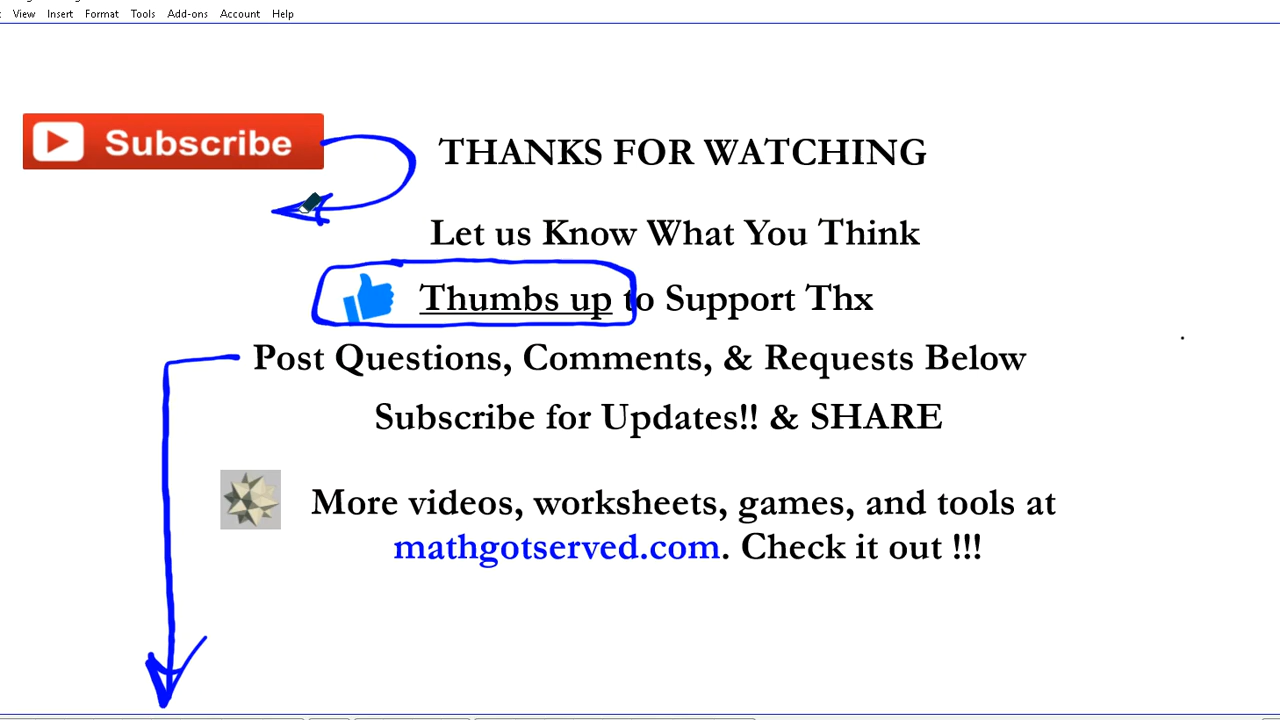 View Insert Format Tools Add-ons Account Help
Subscribe
THANKS FOR WATCHING
Let us Know What You Think
Thumbs up to Support Thx
Post Questions, Comments, & Requests Below
Subscribe for Updates!! & SHARE
More videos, worksheets, games, and tools at
mathgotserved.com. Check it out !!!